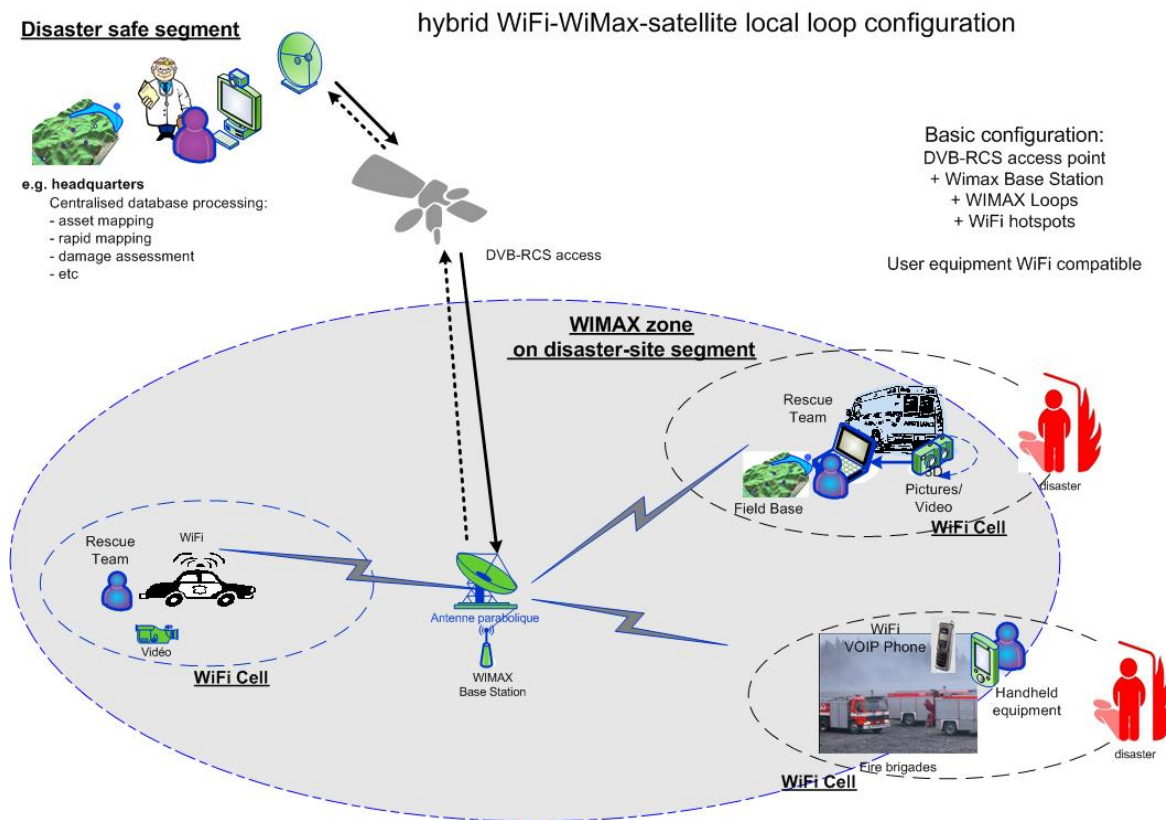 hybrid WiFi-WiMax-satellite local loop configuration
Disaster safe segment
e.g. headquarters
Centralised database processing:
- asset mapping
- rapid mapping
- damage assessment
- etc
Basic configuration:
DVB-RCS access point
+ Wimax Base Station
+ WIMAX Loops
+ WiFi hotspots
User equipment WiFi compatible
DVB-RCS access
WIMAX zone
on disaster-site segment
Rescue
Team
3D
Pictures/
Video
Field Base
WiFi Cell
disaster
Rescue
Team
WiFi
Vidéo
WiFi Cell
Antenne parabolique
WIMAX
Base Station
WiFi
VOIP Phone
Handheld
equipment
Fire brigades
WiFi Cell
disaster